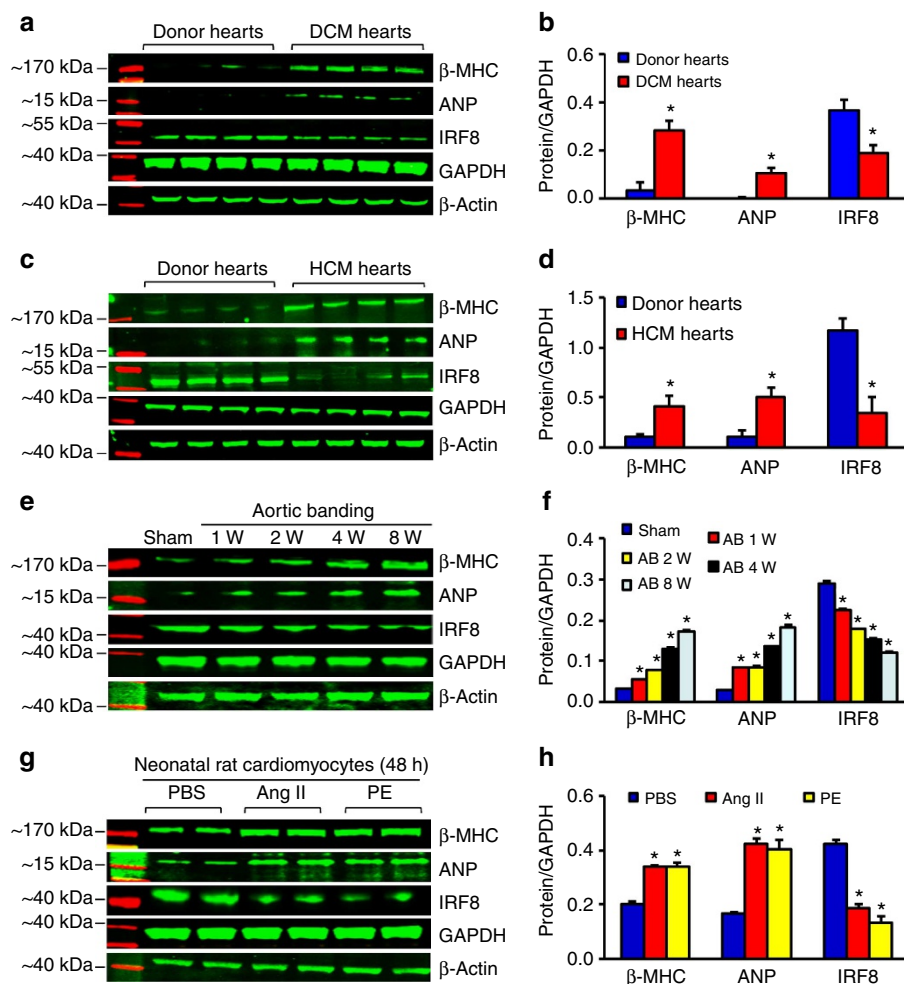 a
Donor hearts DCM hearts
~170 kDa β-MHC
~15 kDa ANP
~55 kDa IRF8
~40 kDa GAPDH
~40 kDa β-Actin
b
Protein/GAPDH
0.6
0.4
0.2
0.0
Donor hearts
DCM hearts
* * *
β-MHC ANP IRF8
c
Donor hearts HCM hearts
~170 kDa β-MHC
~15 kDa ANP
~55 kDa IRF8
~40 kDa GAPDH
~40 kDa β-Actin
d
Protein/GAPDH
1.5
1.0
0.5
0.0
Donor hearts
HCM hearts
* * *
β-MHC ANP IRF8
e
Aortic banding
Sham 1 W 2 W 4 W 8 W
~170 kDa β-MHC
~15 kDa ANP
~40 kDa IRF8
~40 kDa GAPDH
~40 kDa β-Actin
f
Protein/GAPDH
0.4
0.3
0.2
0.1
0.0
Sham AB 1 W
AB 2 W AB 4 W
AB 8 W
* * * * * * * * * * * *
β-MHC ANP IRF8
g
Neonatal rat cardiomyocytes (48 h)
PBS Ang II PE
~170 kDa β-MHC
~15 kDa ANP
~40 kDa IRF8
~40 kDa GAPDH
~40 kDa β-Actin
h
Protein/GAPDH
0.6
0.4
0.2
0.0
PBS Ang II PE
* * * * * *
β-MHC ANP IRF8